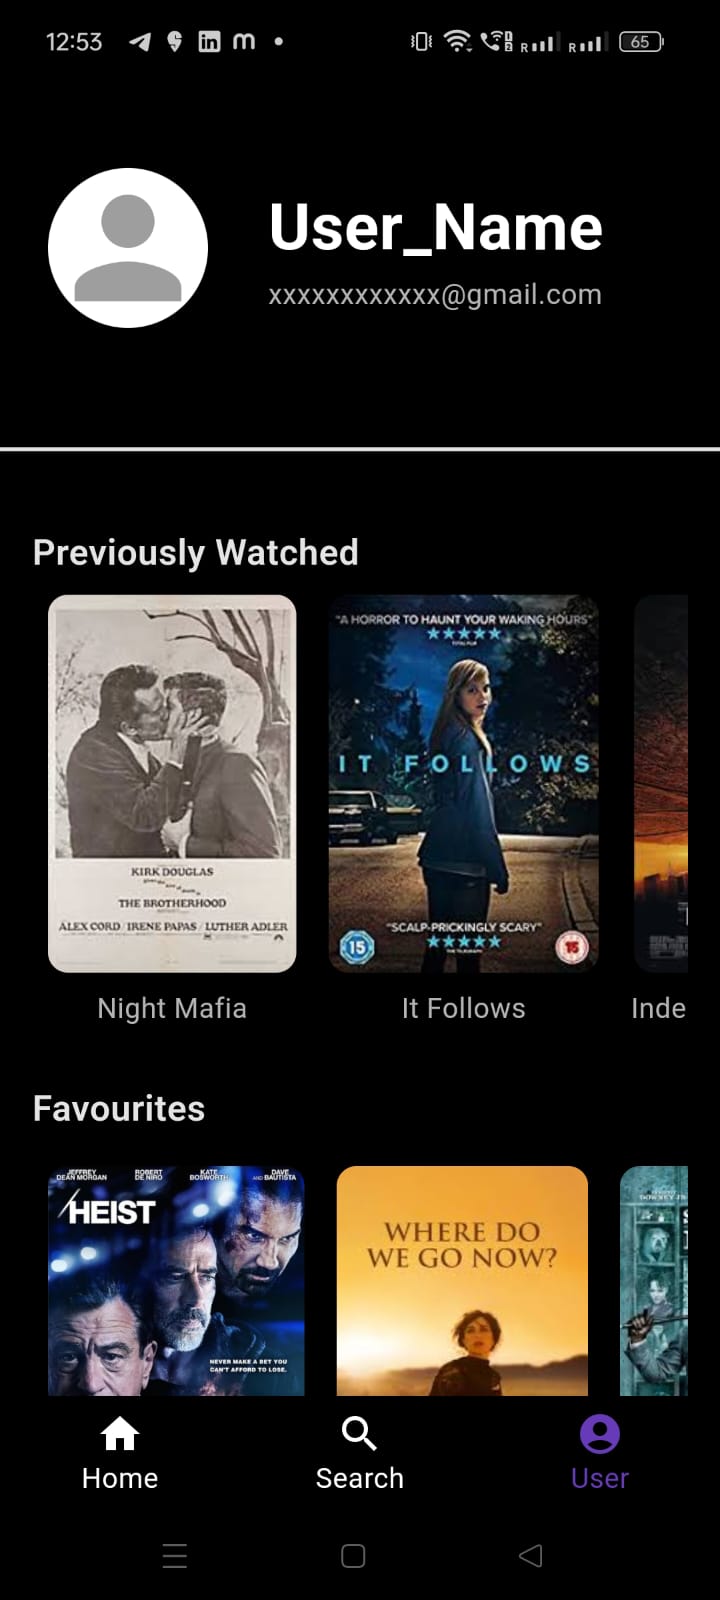 12:53
65
User_Name
xxxxxxxxxxxx@gmail.com
Previously Watched
"A HORROR TO HAUNT YOUR WAKING HOURS"
IT FOLLOWS
KIRK DOUGLAS
THE BROTHERHOOD
ALEX CORD / IRENE PAPAS / LUTHER ADLER
"SCALP-PRICKINGLY SCARY"
15
15
Night Mafia
It Follows
Inde
Favourites
JEFFREY DEAN MORGAN
ROBERT DE NIRO
KATE BOSWORTH
AND DAVE BAUTISTA
HEIST
NEVER MAKE A BET YOU
CAN'T AFFORD TO LOSE.
WHERE DO
WE GO NOW?
Home
Search
User